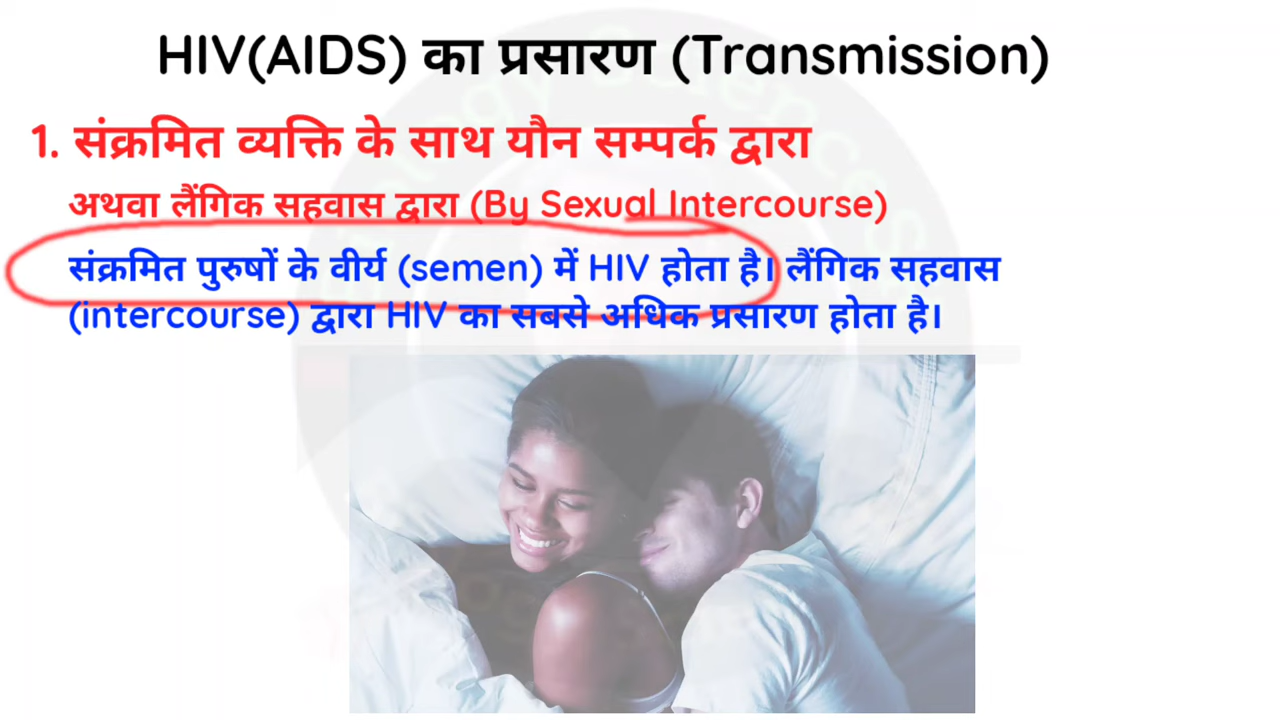 HIV(AIDS) का प्रसारण (Transmission)
1. संक्रमित व्यक्ति के साथ यौन सम्पर्क द्वारा
अथवा लैंगिक सहवास द्वारा (By Sexual Intercourse)
संक्रमित पुरुषों के वीर्य (semen) में HIV होता है। लैंगिक सहवास
(intercourse) द्वारा HIV का सबसे अधिक प्रसारण होता है।